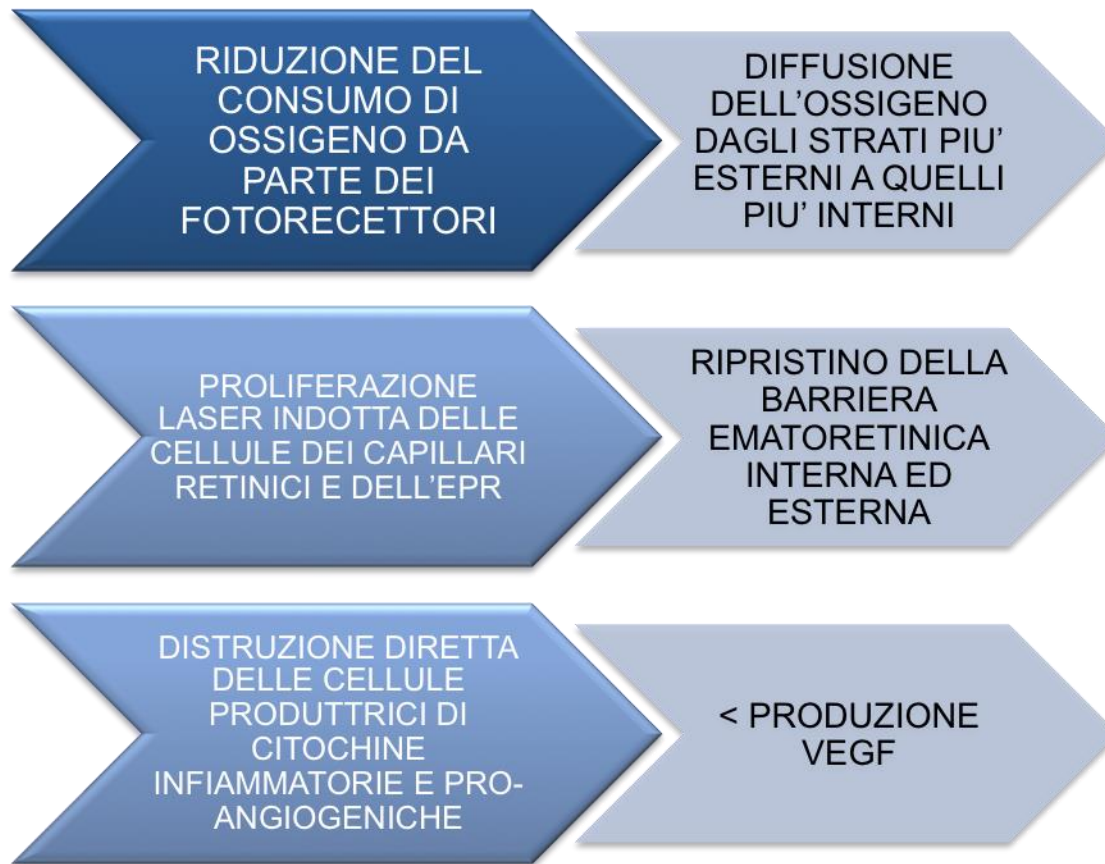 RIDUZIONE DEL
CONSUMO DI
OSSIGENO DA
PARTE DEI
FOTORECETTORI
DIFFUSIONE
DELL'OSSIGENO
DAGLI STRATI PIU'
ESTERNI A QUELLI
PIU' INTERNI
PROLIFERAZIONE
LASER INDOTTA DELLE
CELLULE DEI CAPILLARI
RETINICI E DELL'EPR
RIPRISTINO DELLA
BARRIERA
EMATORETINICA
INTERNA ED
ESTERNA
DISTRUZIONE DIRETTA
DELLE CELLULE
PRODUTTRICI DI
CITOCHINE
INFIAMMATORIE E PRO-
ANGIOGENICHE
< PRODUZIONE
VEGF